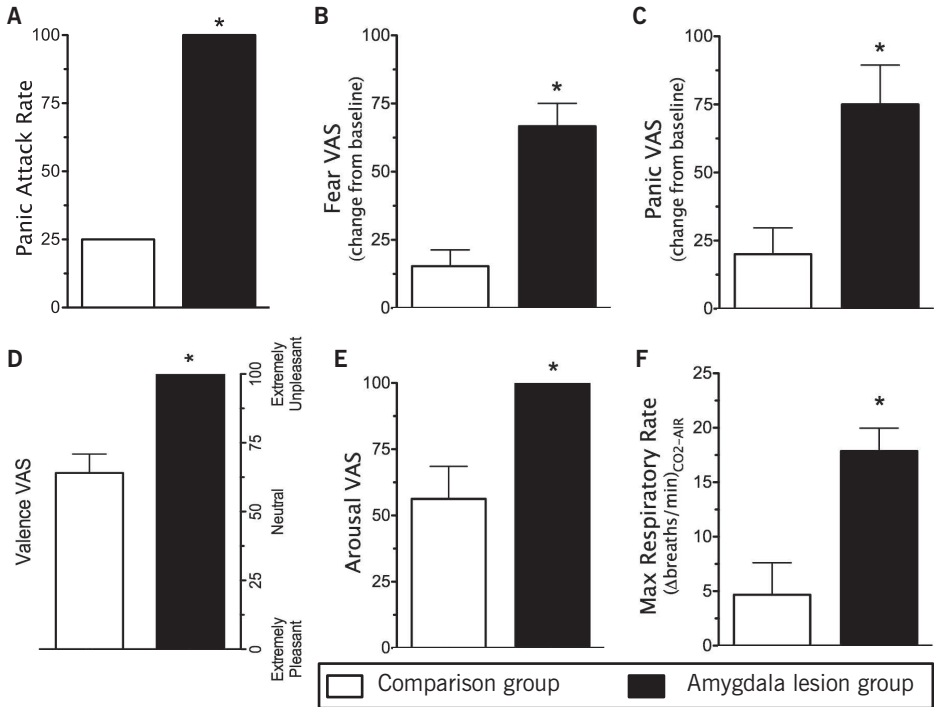 A
*
Panic Attack Rate
100
75
50
25
0
B
*
Fear VAS
(change from baseline)
100
75
50
25
0
C
*
Panic VAS
(change from baseline)
100
75
50
25
0
D
*
Valence VAS
100
75
50
25
0
Extremely
Unpleasant
Neutral
Extremely
Pleasant
E
*
Arousal VAS
100
75
50
25
0
F
*
Max Respiratory Rate
(Δbreaths/min)CO2–AIR
25
20
15
10
5
0
Comparison group
Amygdala lesion group